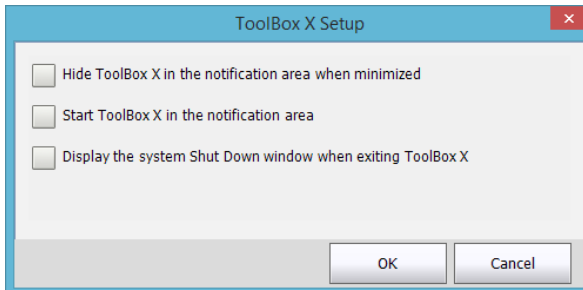 ToolBox X Setup
Hide ToolBox X in the notification area when minimized
Start ToolBox X in the notification area
Display the system Shut Down window when exiting ToolBox X
OK
Cancel